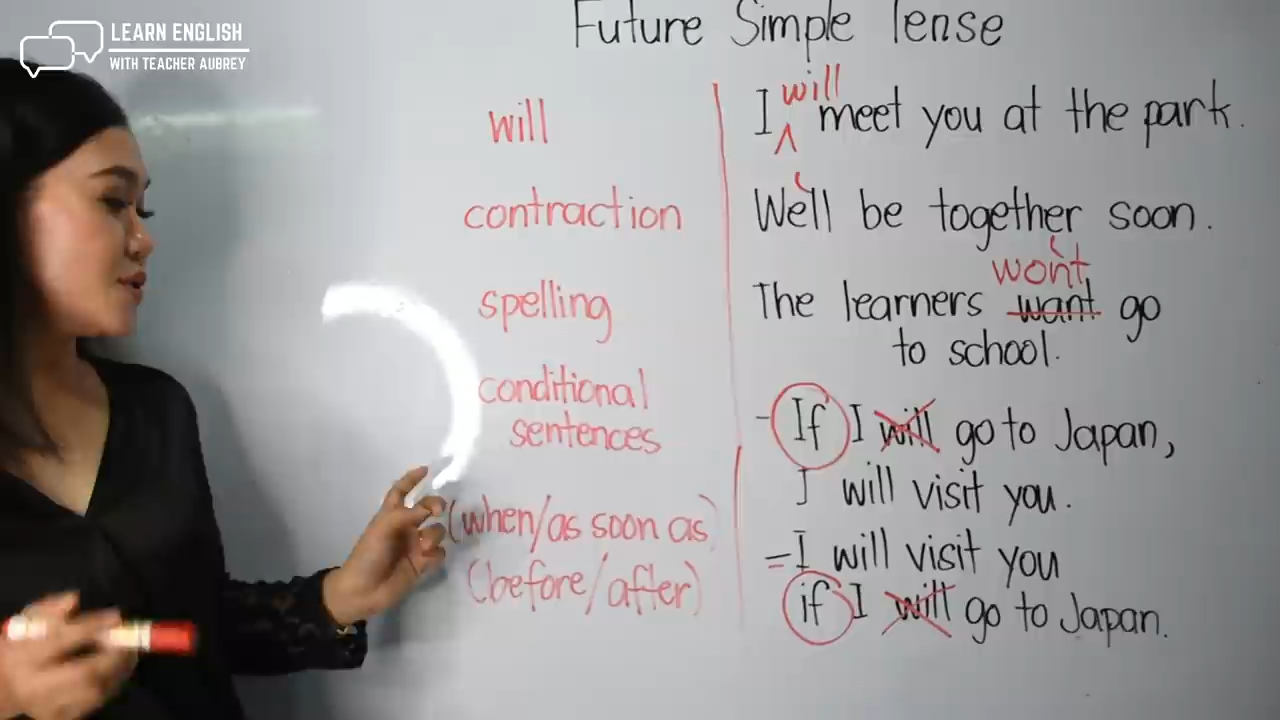 LEARN ENGLISH
WITH TEACHER AUBREY
Future Simple Tense
will
I will meet you at the park.
contraction
We'll be together soon.
spelling
won't
The learners want go
to school.
conditional
sentences
- If I will go to Japan,
I will visit you.
(when/as soon as)
= I will visit you
(before/after)
if I will go to Japan.